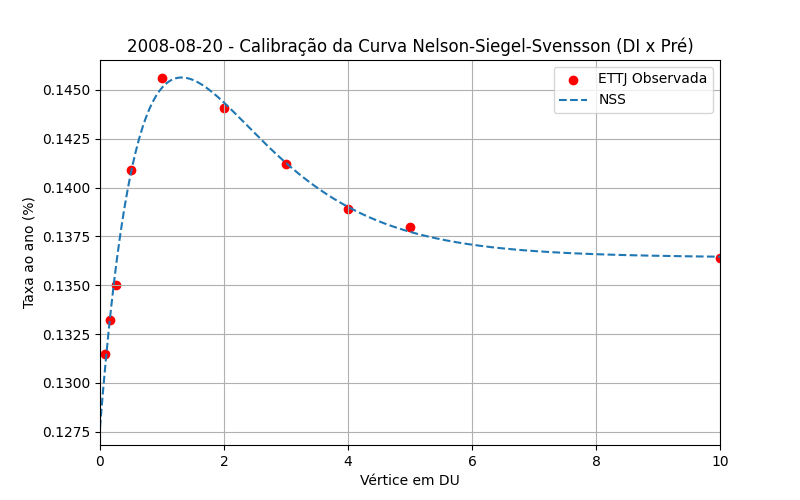 2008-08-20 - Calibração da Curva Nelson-Siegel-Svensson (DI x Pré)
ETTJ Observada
NSS
0.1450
0.1425
0.1400
0.1375
0.1350
0.1325
0.1300
0.1275
Taxa ao ano (%)
0 2 4 6 8 10
Vértice em DU